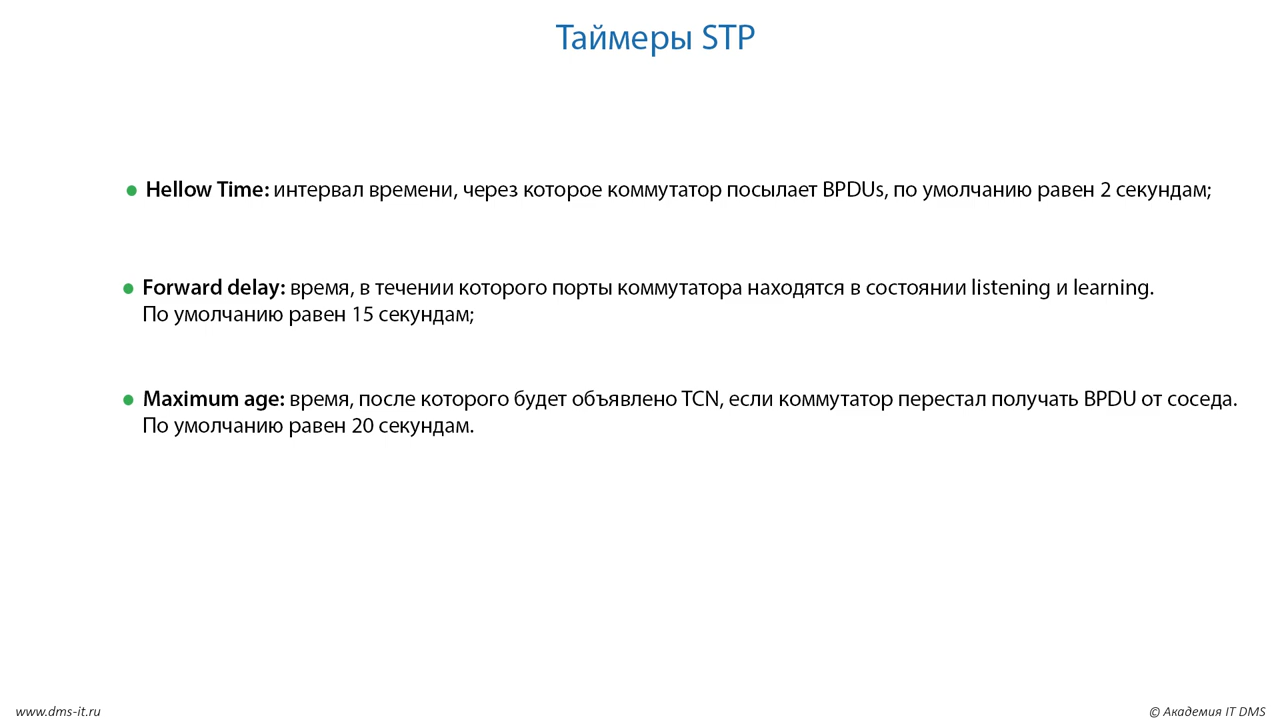 Таймеры STP
Hellow Time: интервал времени, через которое коммутатор посылает BPDUs, по умолчанию равен 2 секундам;
Forward delay: время, в течении которого порты коммутатора находятся в состоянии listening и learning.
По умолчанию равен 15 секундам;
Maximum age: время, после которого будет объявлено TCN, если коммутатор перестал получать BPDU от соседа.
По умолчанию равен 20 секундам.
www.dms-it.ru
© Академия IT DMS